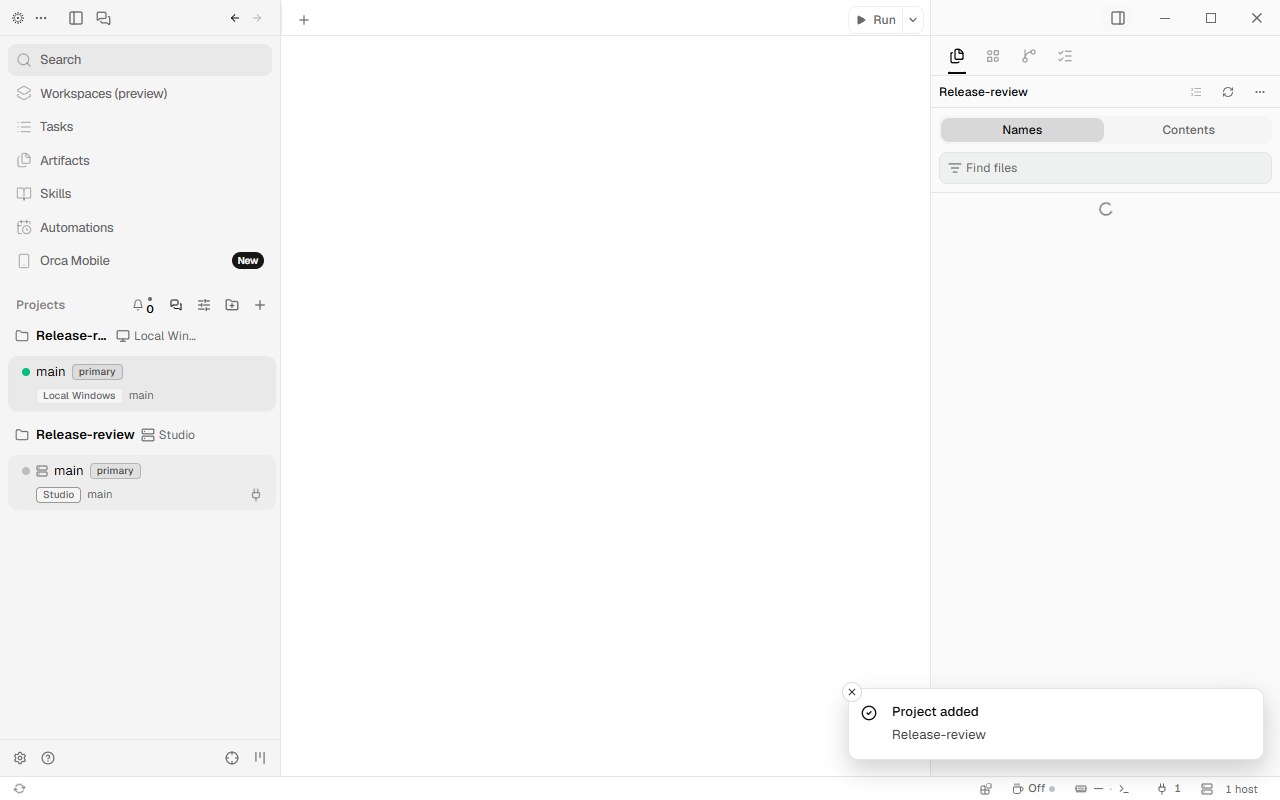 Run
Search
Workspaces (preview)
Tasks
Artifacts
Skills
Automations
Orca Mobile
New
Projects
0
Release-r...
Local Win...
main
primary
Local Windows
main
Release-review
Studio
main
primary
Studio
main
Release-review
Names
Contents
Find files
Project added
Release-review
Off
1
1 host